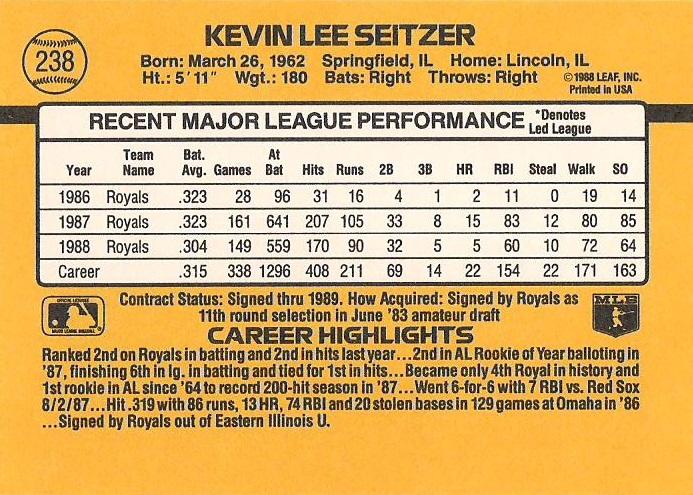 238
KEVIN LEE SEITZER
Born: March 26, 1962 Springfield, IL Home: Lincoln, IL
Ht.: 5'11" Wgt.: 180 Bats: Right Throws: Right
©1988 LEAF, INC.
Printed in USA
RECENT MAJOR LEAGUE PERFORMANCE *Denotes
Led League
Year Team Name Bat. Avg. Games At Bat Hits Runs 2B 3B HR RBI Steal Walk SO
1986 Royals .323 28 96 31 16 4 1 2 11 0 19 14
1987 Royals .323 161 641 207 105 33 8 15 83 12 80 85
1988 Royals .304 149 559 170 90 32 5 5 60 10 72 64
Career .315 338 1296 408 211 69 14 22 154 22 171 163
OFFICIAL LICENSEE
MAJOR LEAGUE BASEBALL
Contract Status: Signed thru 1989. How Acquired: Signed by Royals as
11th round selection in June '83 amateur draft
MLB
CAREER HIGHLIGHTS
Ranked 2nd on Royals in batting and 2nd in hits last year...2nd in AL Rookie of Year balloting in
'87, finishing 6th in lg. in batting and tied for 1st in hits...Became only 4th Royal in history and
1st rookie in AL since '64 to record 200-hit season in '87...Went 6-for-6 with 7 RBI vs. Red Sox
8/2/87...Hit .319 with 86 runs, 13 HR, 74 RBI and 20 stolen bases in 129 games at Omaha in '86
...Signed by Royals out of Eastern Illinois U.